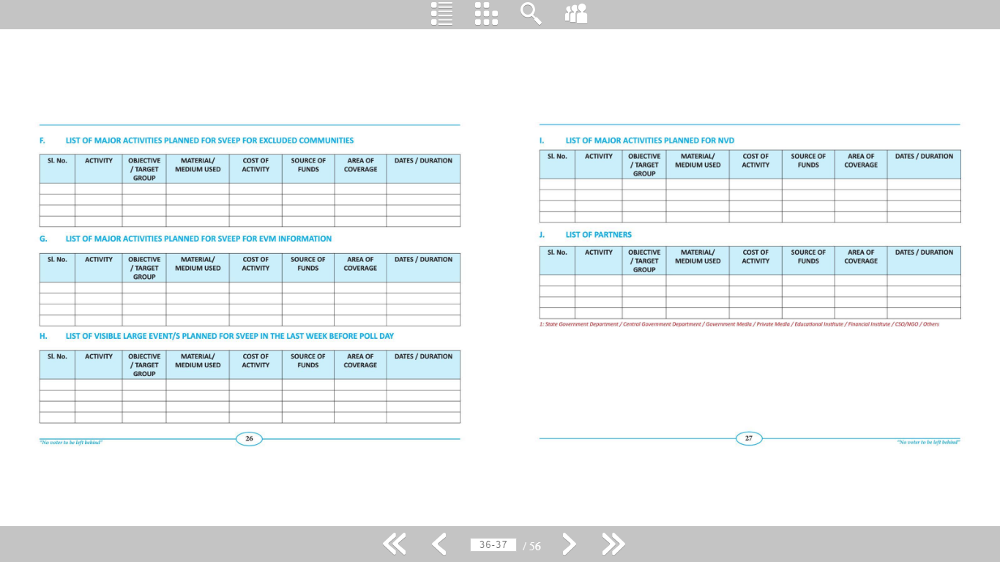 F. LIST OF MAJOR ACTIVITIES PLANNED FOR SVEEP FOR EXCLUDED COMMUNITIES
Sl. No. ACTIVITY OBJECTIVE / TARGET GROUP MATERIAL/ MEDIUM USED COST OF ACTIVITY SOURCE OF FUNDS AREA OF COVERAGE DATES / DURATION
G. LIST OF MAJOR ACTIVITIES PLANNED FOR SVEEP FOR EVM INFORMATION
Sl. No. ACTIVITY OBJECTIVE / TARGET GROUP MATERIAL/ MEDIUM USED COST OF ACTIVITY SOURCE OF FUNDS AREA OF COVERAGE DATES / DURATION
H. LIST OF VISIBLE LARGE EVENT/S PLANNED FOR SVEEP IN THE LAST WEEK BEFORE POLL DAY
Sl. No. ACTIVITY OBJECTIVE / TARGET GROUP MATERIAL/ MEDIUM USED COST OF ACTIVITY SOURCE OF FUNDS AREA OF COVERAGE DATES / DURATION
"No voter to be left behind"
26
I. LIST OF MAJOR ACTIVITIES PLANNED FOR NVD
Sl. No. ACTIVITY OBJECTIVE / TARGET GROUP MATERIAL/ MEDIUM USED COST OF ACTIVITY SOURCE OF FUNDS AREA OF COVERAGE DATES / DURATION
J. LIST OF PARTNERS
Sl. No. ACTIVITY OBJECTIVE / TARGET GROUP MATERIAL/ MEDIUM USED COST OF ACTIVITY SOURCE OF FUNDS AREA OF COVERAGE DATES / DURATION
1: State Government Department / Central Government Department / Government Media / Private Media / Educational Institute / Financial Institute / CSO/NGO / Others
27
"No voter to be left behind"
36-37 / 56